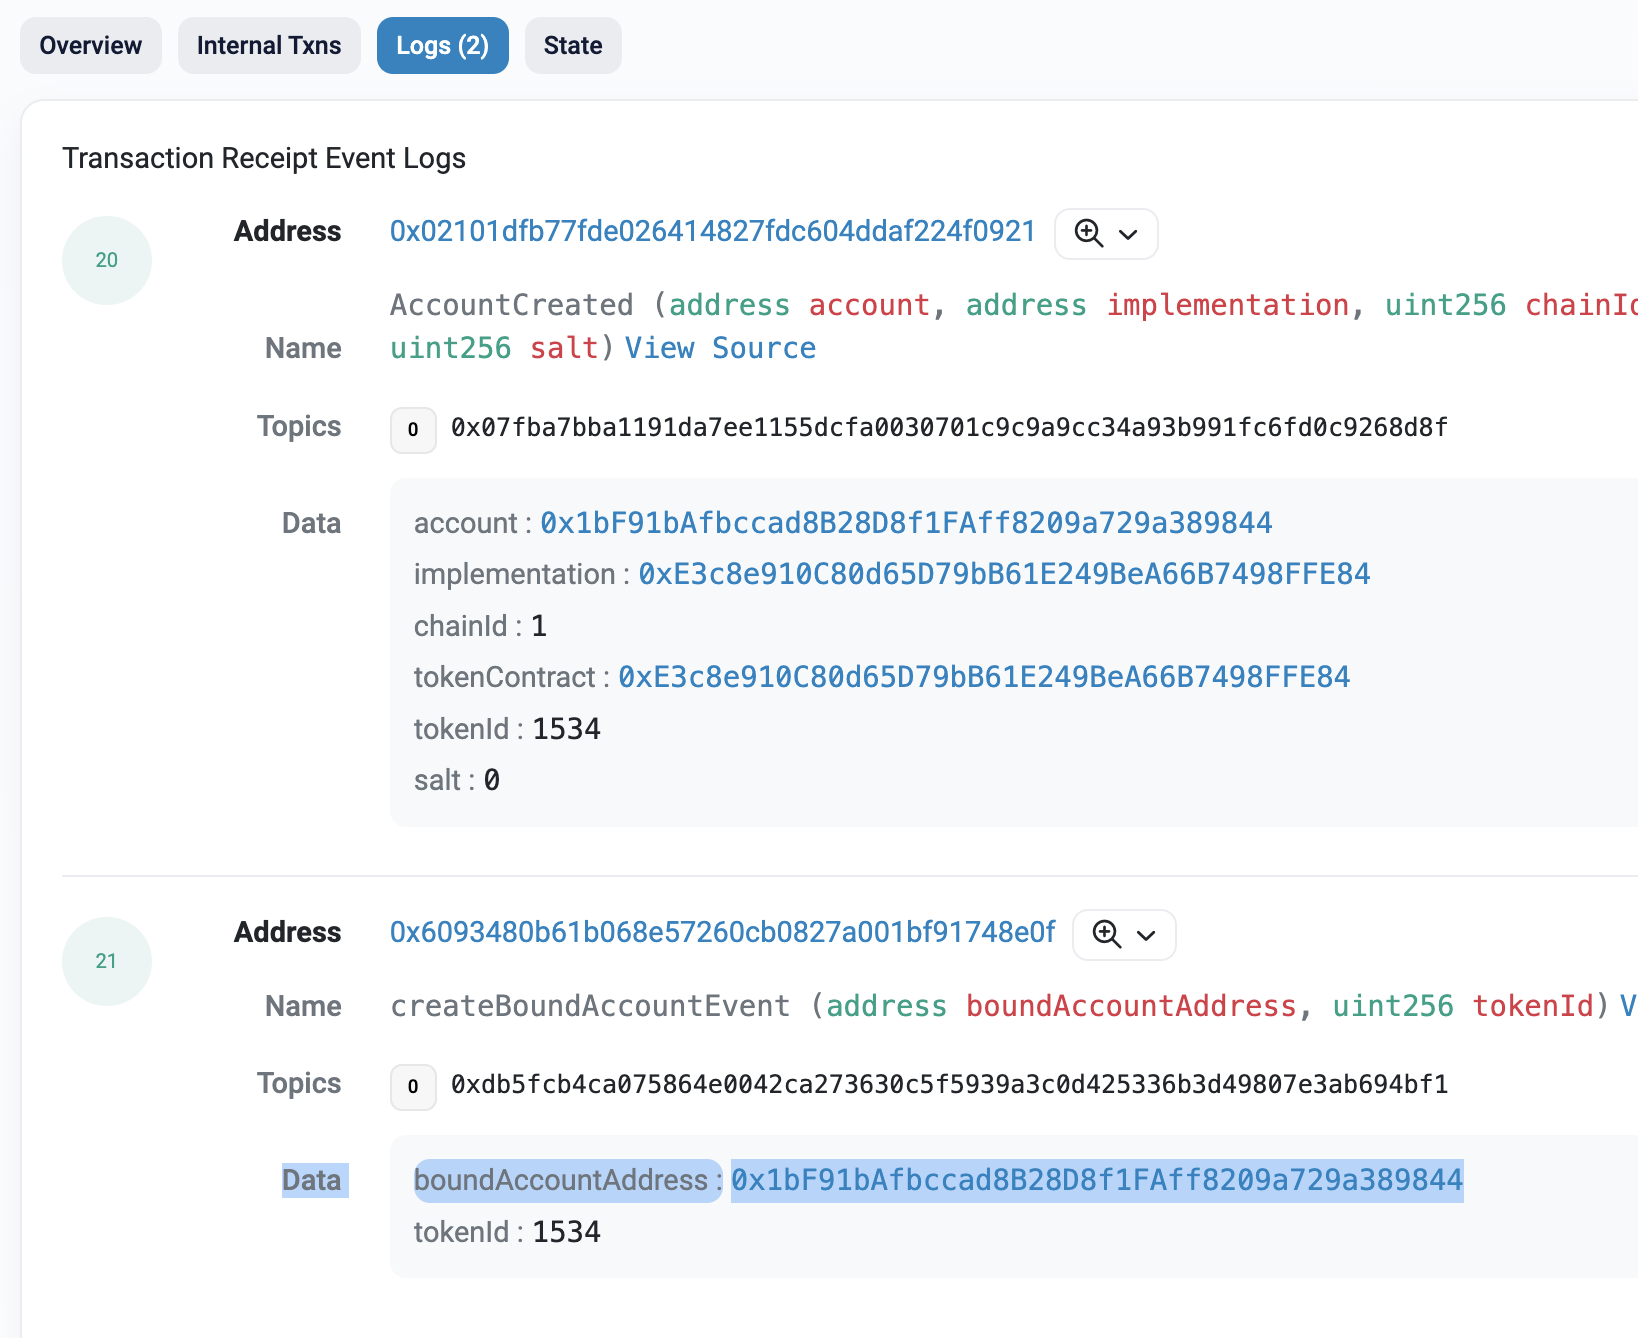 Overview Internal Txns Logs (2) State
Transaction Receipt Event Logs
20
Address 0x02101dfb77fde026414827fdc604ddaf224f0921
AccountCreated (address account, address implementation, uint256 chainId
Name uint256 salt) View Source
Topics 0 0x07fba7bba1191da7ee1155dcfa0030701c9c9a9cc34a93b991fc6fd0c9268d8f
Data account : 0x1bF91bAfbccad8B28D8f1FAff8209a729a389844
implementation : 0xE3c8e910C80d65D79bB61E249BeA66B7498FFE84
chainId : 1
tokenContract : 0xE3c8e910C80d65D79bB61E249BeA66B7498FFE84
tokenId : 1534
salt : 0
21
Address 0x6093480b61b068e57260cb0827a001bf91748e0f
Name createBoundAccountEvent (address boundAccountAddress, uint256 tokenId) V
Topics 0 0xdb5fcb4ca075864e0042ca273630c5f5939a3c0d425336b3d49807e3ab694bf1
Data boundAccountAddress : 0x1bF91bAfbccad8B28D8f1FAff8209a729a389844
tokenId : 1534